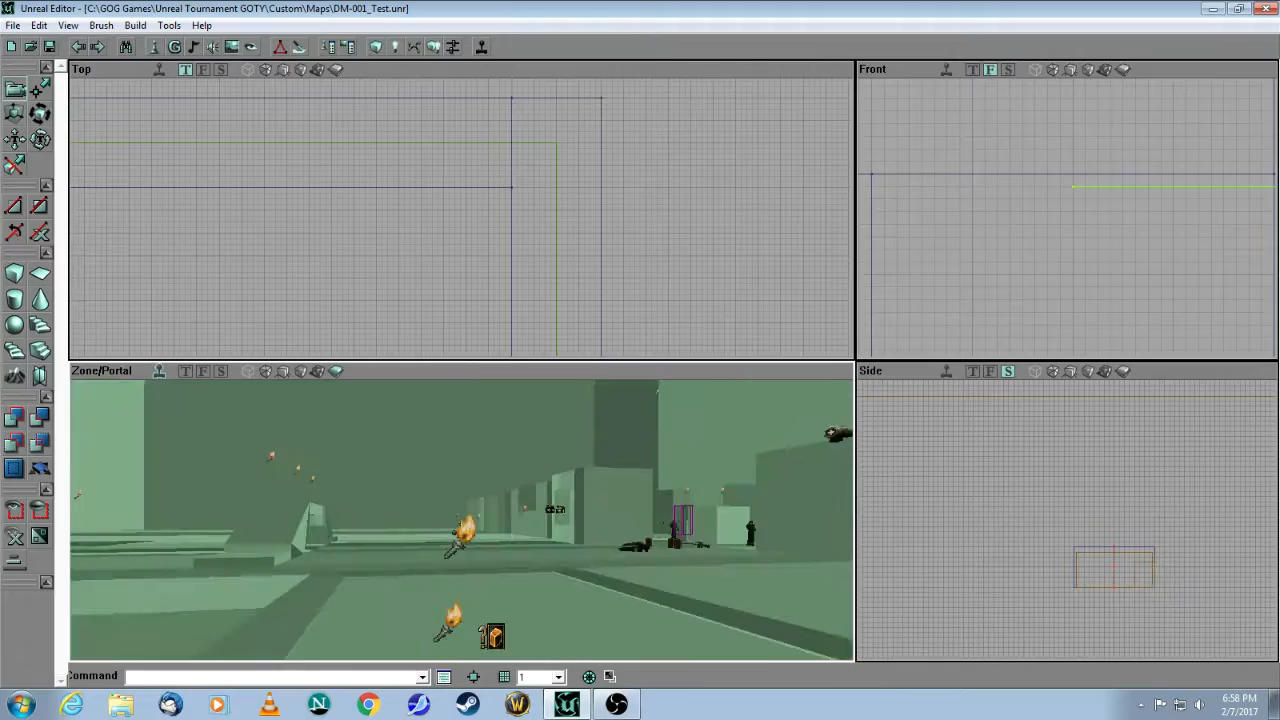 Unreal Editor - [C:\GOG Games\Unreal Tournament GOTY\Custom\Maps\DM-001_Test.unr]
File Edit View Brush Build Tools Help
Top T F S
Front T F S
Zone/Portal T F S
Side T F S
Command 1
6:58 PM
2/7/2017